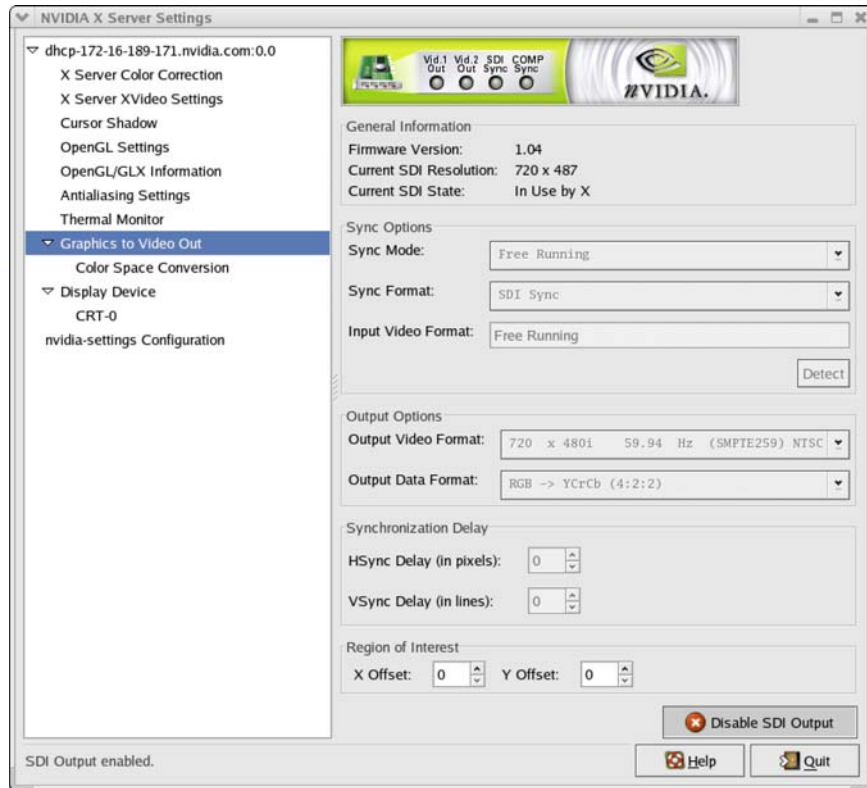 NVIDIA X Server Settings
dhcp-172-16-189-171.nvidia.com:0.0
X Server Color Correction
X Server XVideo Settings
Cursor Shadow
OpenGL Settings
OpenGL/GLX Information
Antialiasing Settings
Thermal Monitor
Graphics to Video Out
Color Space Conversion
Display Device
CRT-0
nvidia-settings Configuration
Vid.1 Out Vid.2 Out SDI Sync COMP Sync
nVIDIA.
General Information
Firmware Version: 1.04
Current SDI Resolution: 720 x 487
Current SDI State: In Use by X
Sync Options
Sync Mode: Free Running
Sync Format: SDI Sync
Input Video Format: Free Running
Detect
Output Options
Output Video Format: 720 x 480i 59.94 Hz (SMPTE259) NTSC
Output Data Format: RGB -> YCrCb (4:2:2)
Synchronization Delay
HSync Delay (in pixels): 0
VSync Delay (in lines): 0
Region of Interest
X Offset: 0 Y Offset: 0
Disable SDI Output
SDI Output enabled.
Help Quit